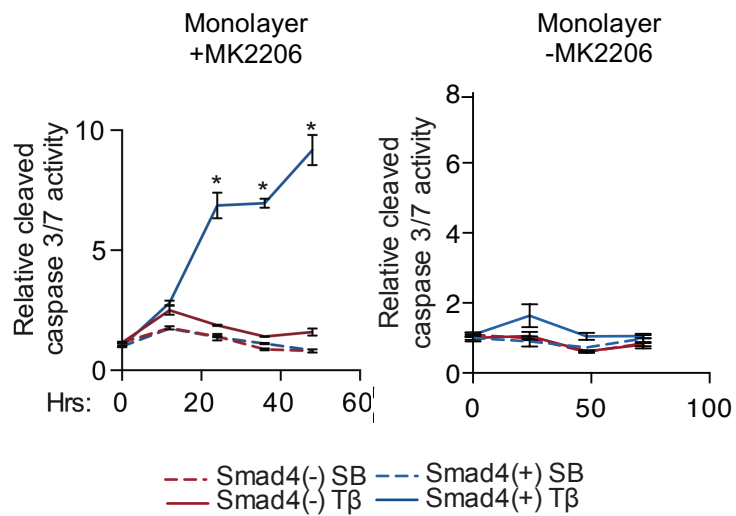 Monolayer
+MK2206
Relative cleaved
caspase 3/7 activity
10
5
0
* * *
Hrs: 0 20 40 60
Monolayer
-MK2206
Relative cleaved
caspase 3/7 activity
8
6
4
2
0
0 50 100
Smad4(-) SB
Smad4(+) SB
Smad4(-) Tβ
Smad4(+) Tβ